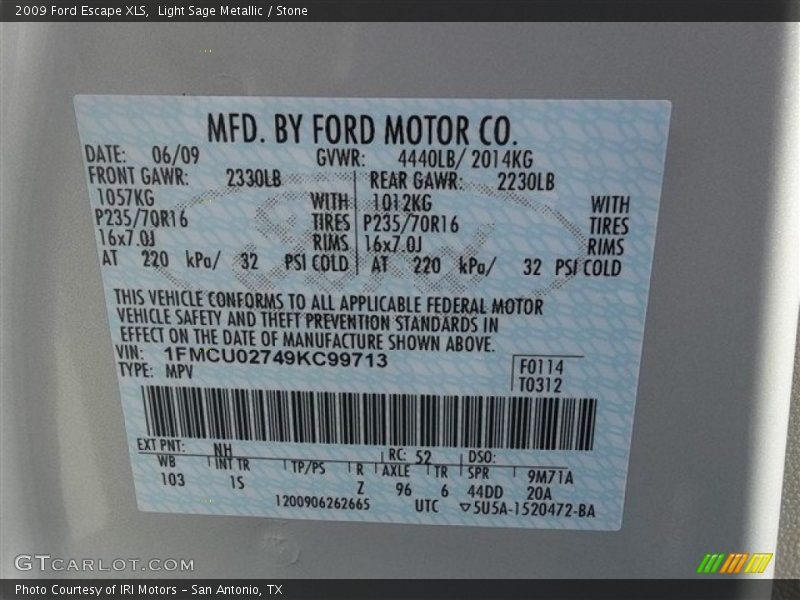 2009 Ford Escape XLS,  Light Sage Metallic / Stone
MFD. BY FORD MOTOR CO.
DATE: 06/09 GVWR: 4440LB/ 2014KG
FRONT GAWR: 2330LB REAR GAWR: 2230LB
1057KG WITH 1012KG WITH
P235/70R16 TIRES P235/70R16 TIRES
16x7.0J RIMS 16x7.0J RIMS
AT 220 kPa/ 32 PSI COLD AT 220 kPa/ 32 PSI COLD
THIS VEHICLE CONFORMS TO ALL APPLICABLE FEDERAL MOTOR
VEHICLE SAFETY AND THEFT PREVENTION STANDARDS IN
EFFECT ON THE DATE OF MANUFACTURE SHOWN ABOVE.
VIN: 1FMCU02749KC99713
TYPE: MPV
F0114
T0312
EXT PNT: NH RC: 52 DSO:
WB INT TR TP/PS R AXLE TR SPR 9M71A
103 1S Z 96 6 44DD 20A
1200906262665 UTC ▽5U5A-1520472-BA
GTCARLOT.COM
Photo Courtesy of IRI Motors – San Antonio, TX